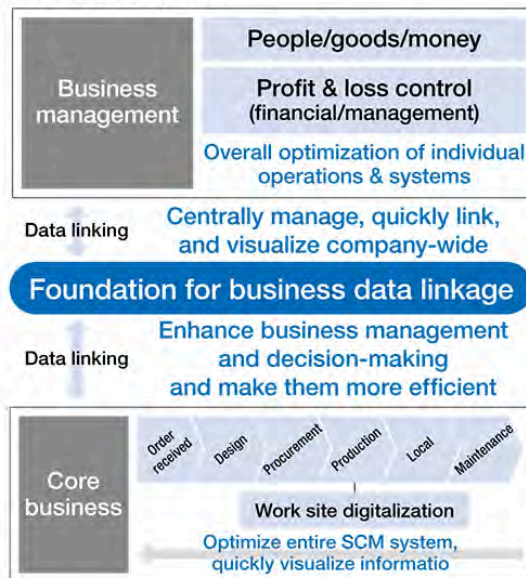 Business
management
People/goods/money
Profit & loss control
(financial/management)
Overall optimization of individual
operations & systems
Data linking
Centrally manage, quickly link,
and visualize company-wide
Foundation for business data linkage
Data linking
Enhance business management
and decision-making
and make them more efficient
Core
business
Order
received
Design
Procurement
Production
Local
Maintenance
Work site digitalization
Optimize entire SCM system,
quickly visualize informatio